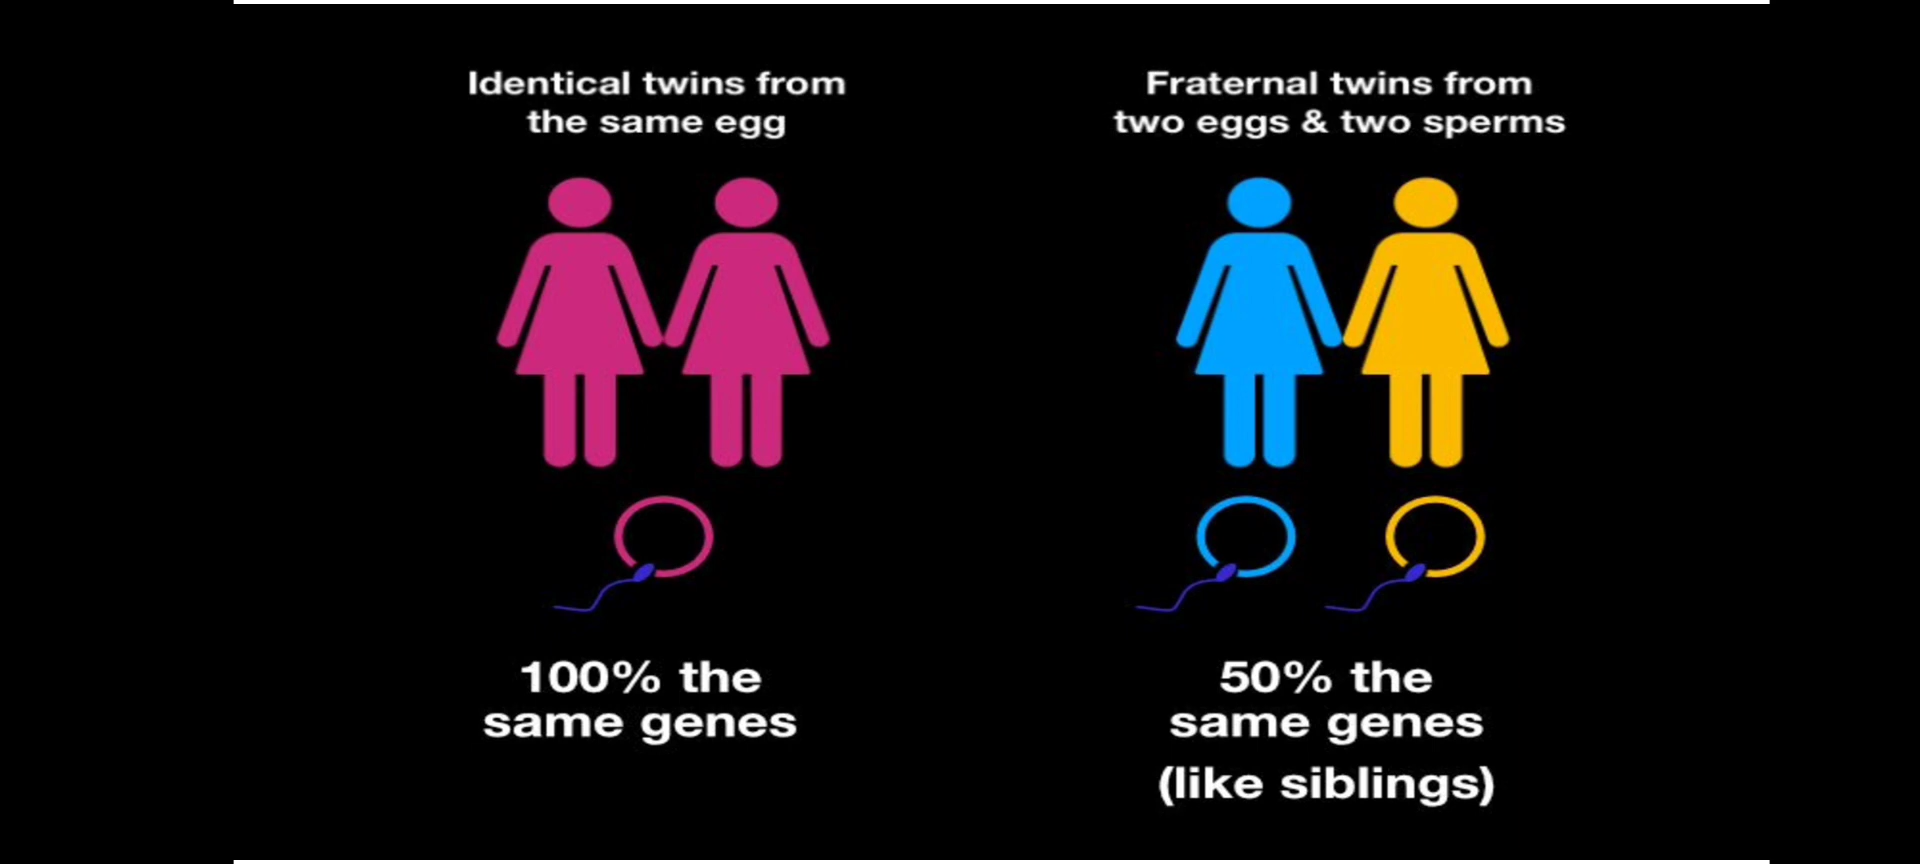 Identical twins from
the same egg
100% the
same genes
Fraternal twins from
two eggs & two sperms
50% the
same genes
(like siblings)